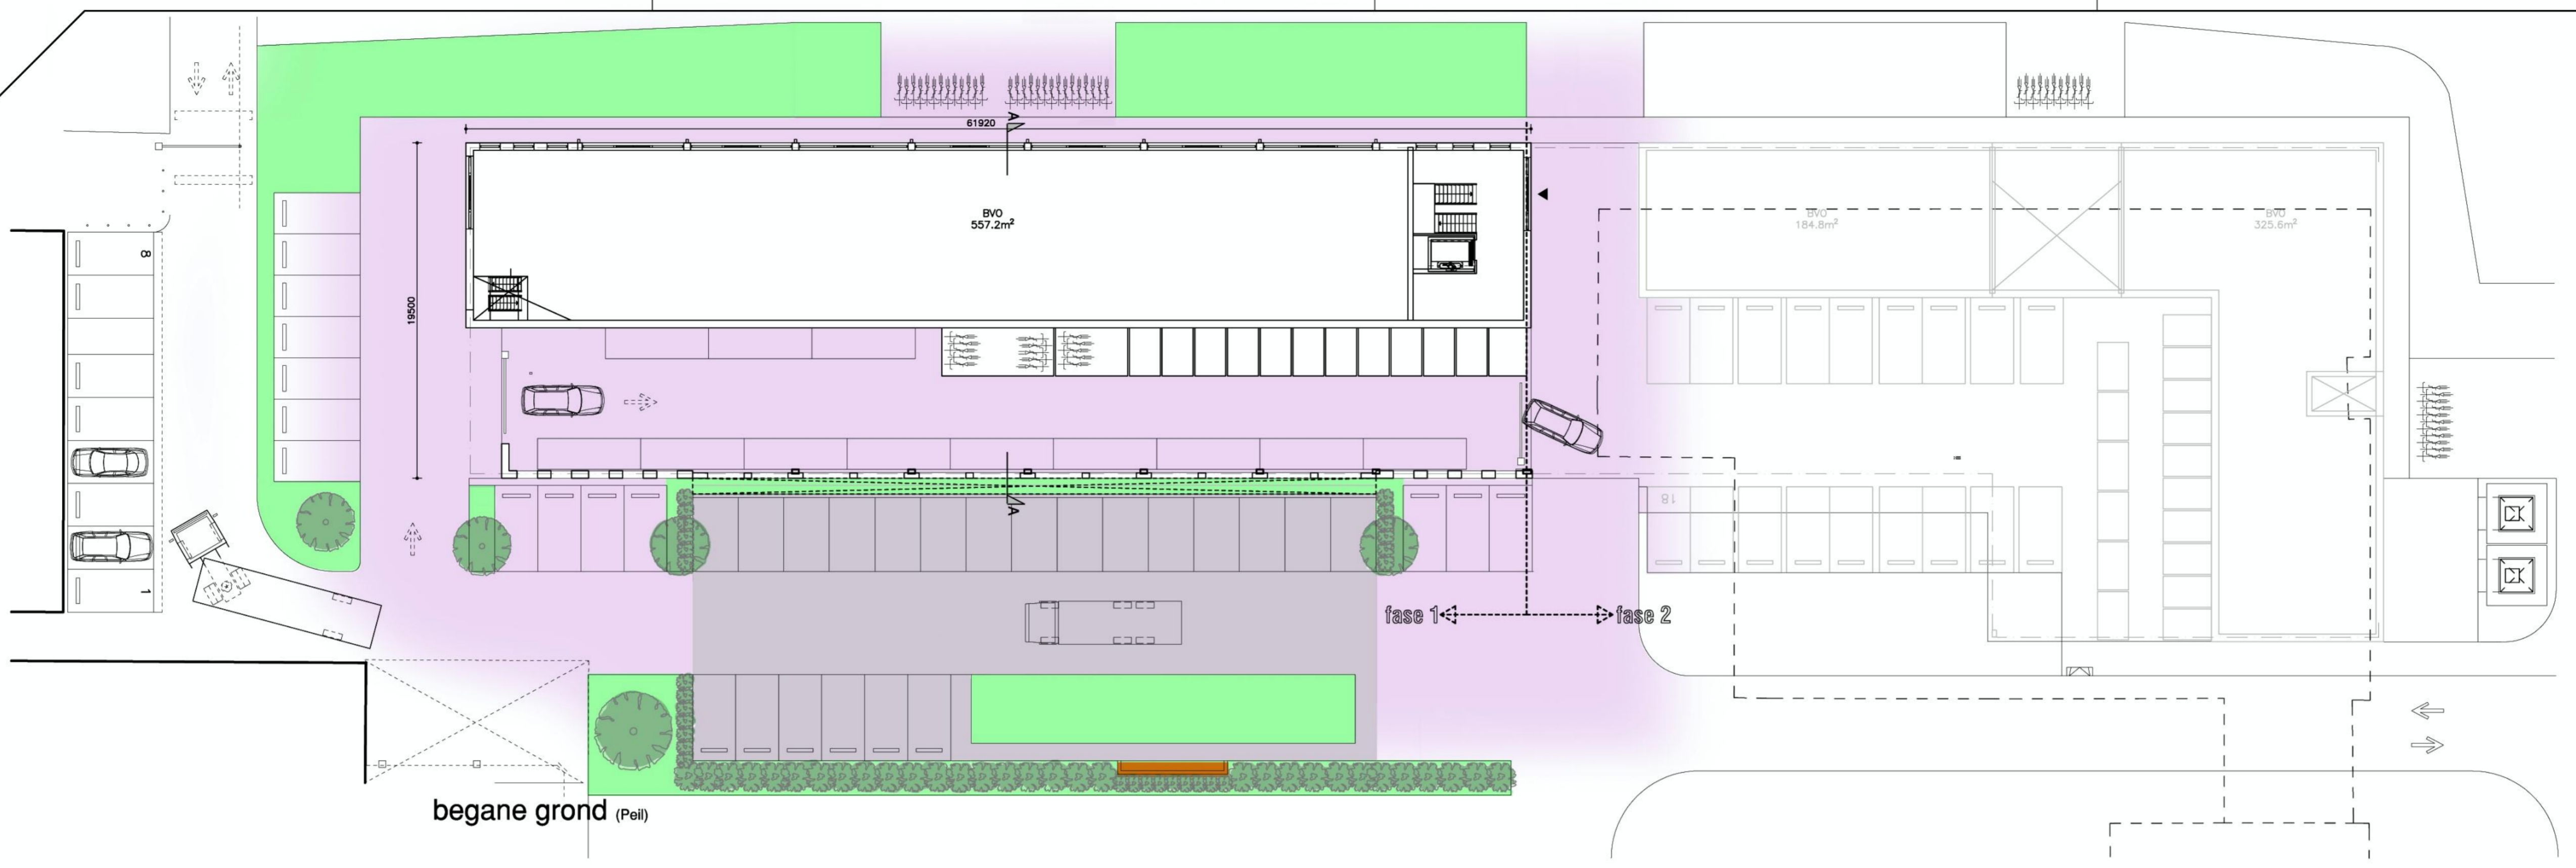 A
61920
BVO
557.2m²
BVO
184.8m²
BVO
325.6m²
8
19500
18
A
1
fase 1
fase 2
begane grond (Peil)